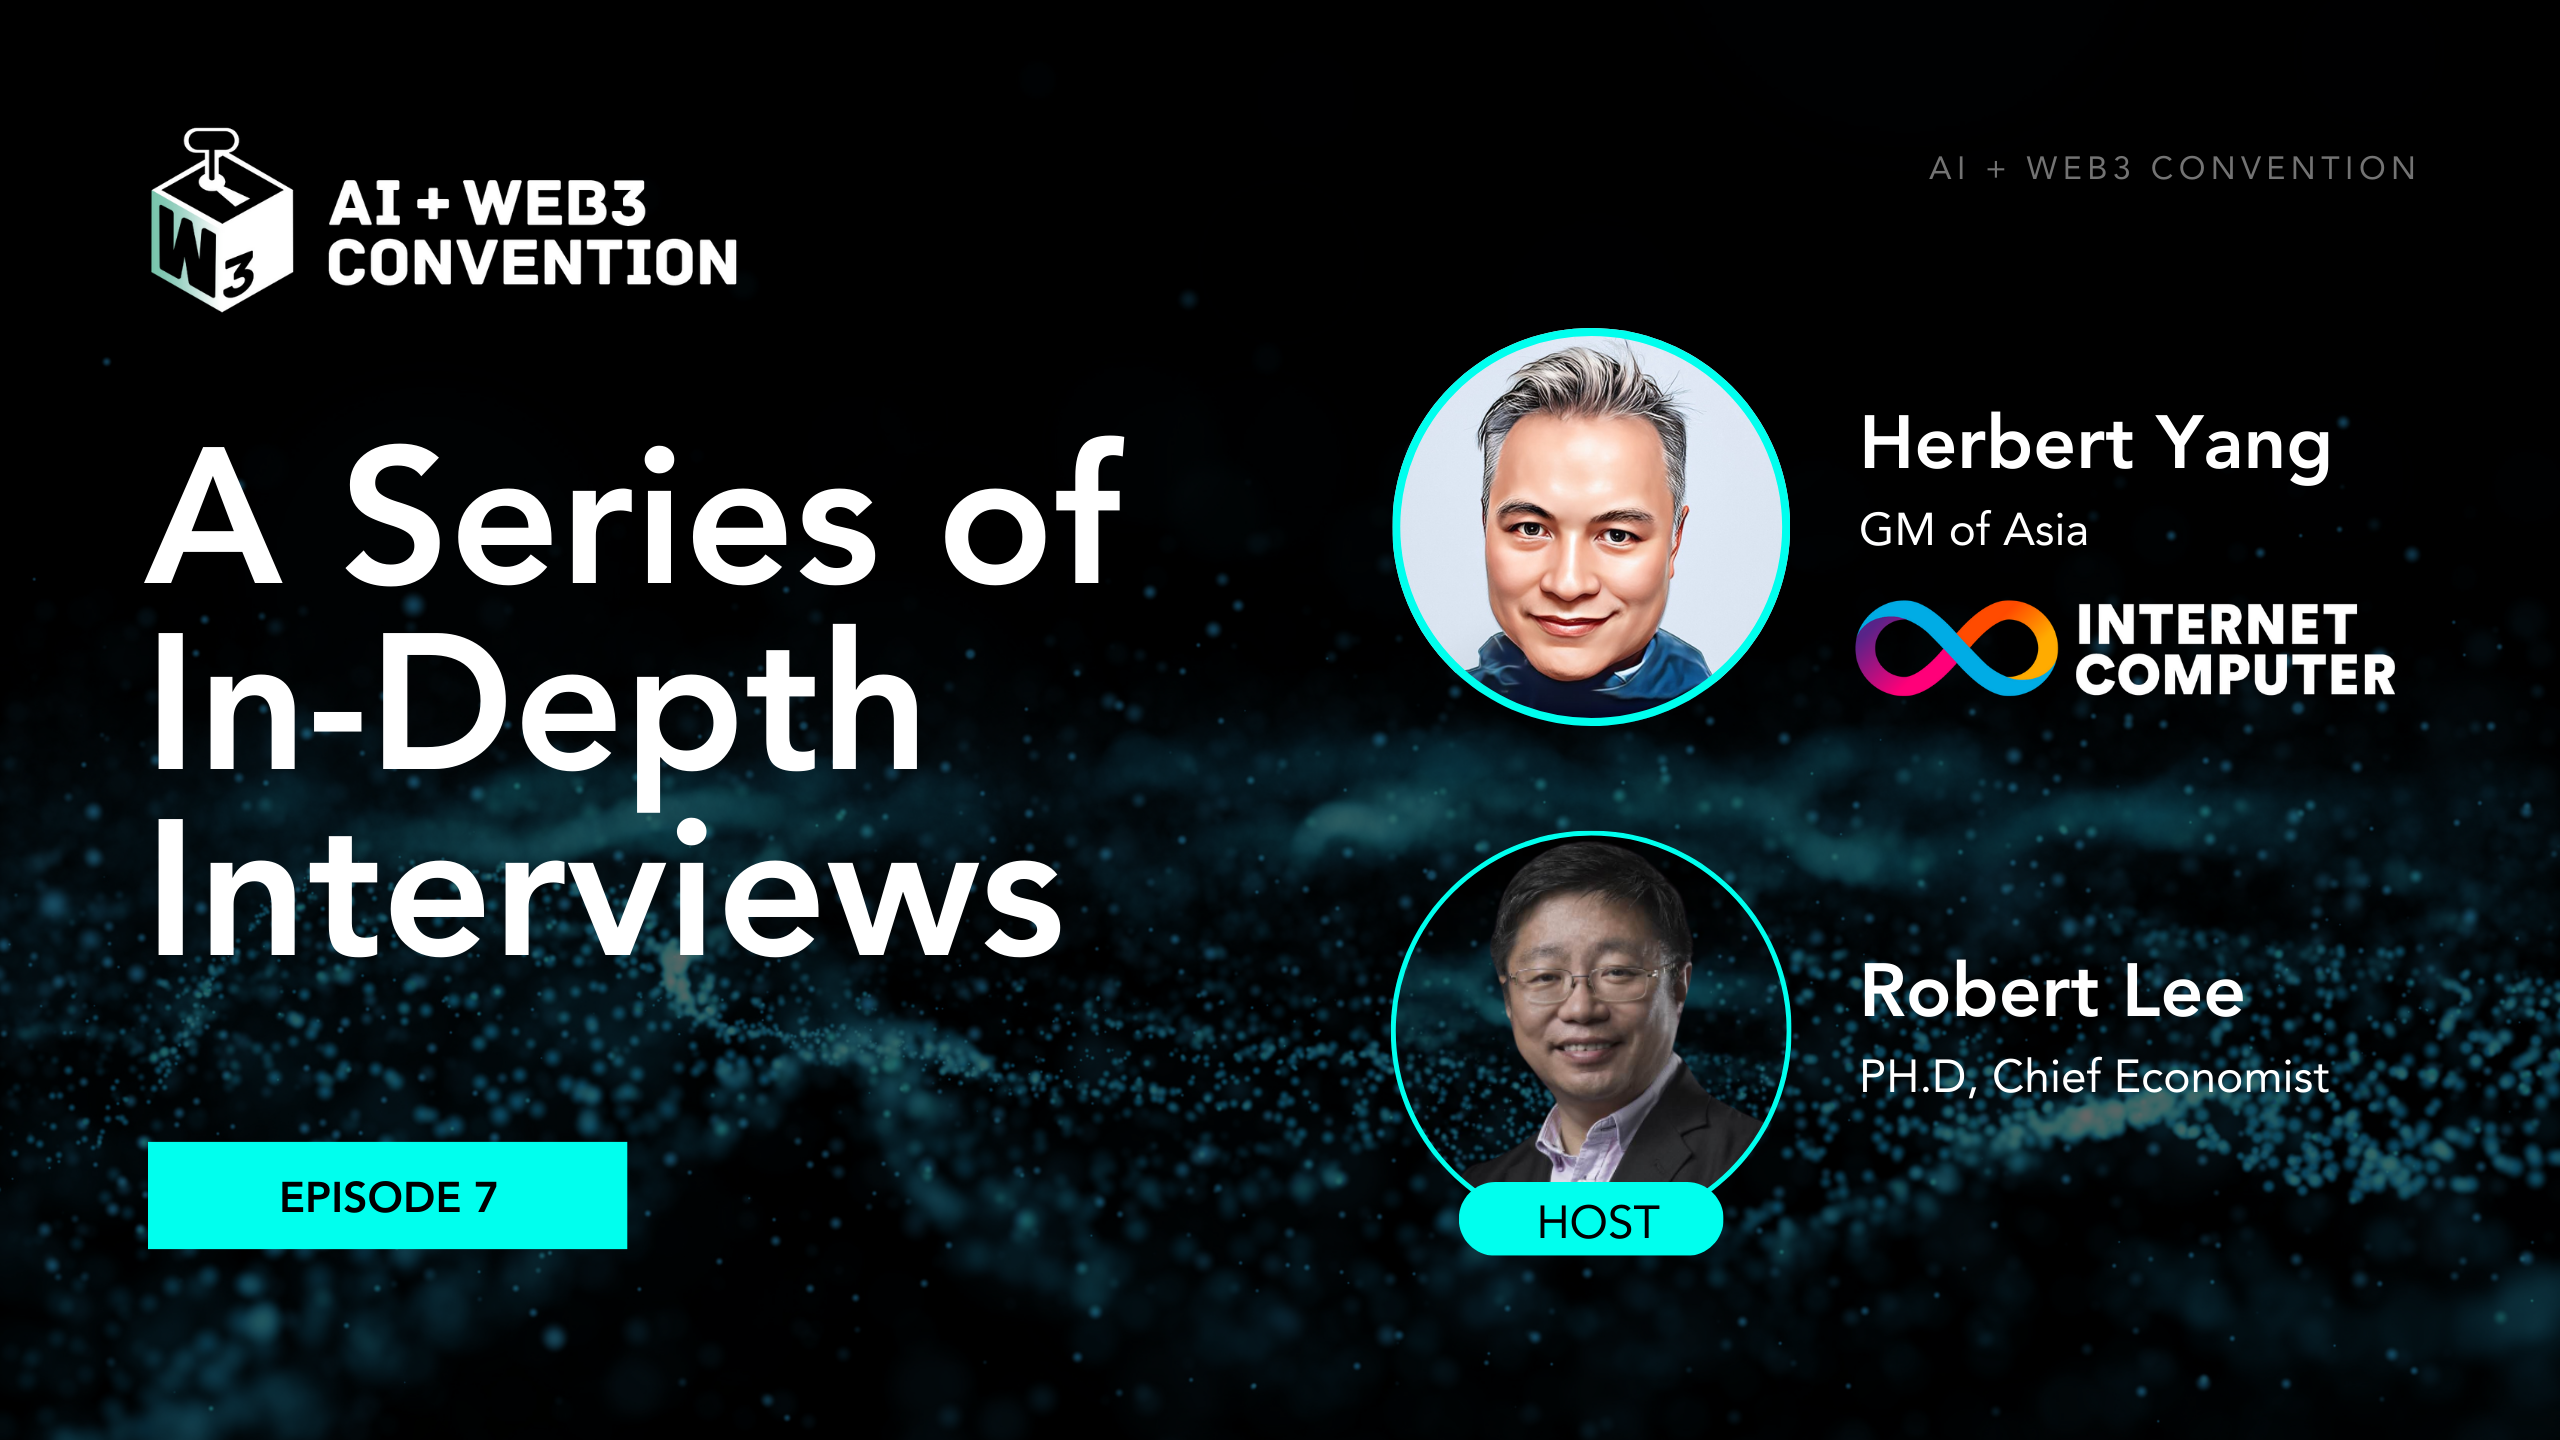 W3
AI + WEB3
CONVENTION
AI + WEB3 CONVENTION
A Series of
In-Depth
Interviews
EPISODE 7
Herbert Yang
GM of Asia
INTERNET
COMPUTER
Robert Lee
PH.D, Chief Economist
HOST